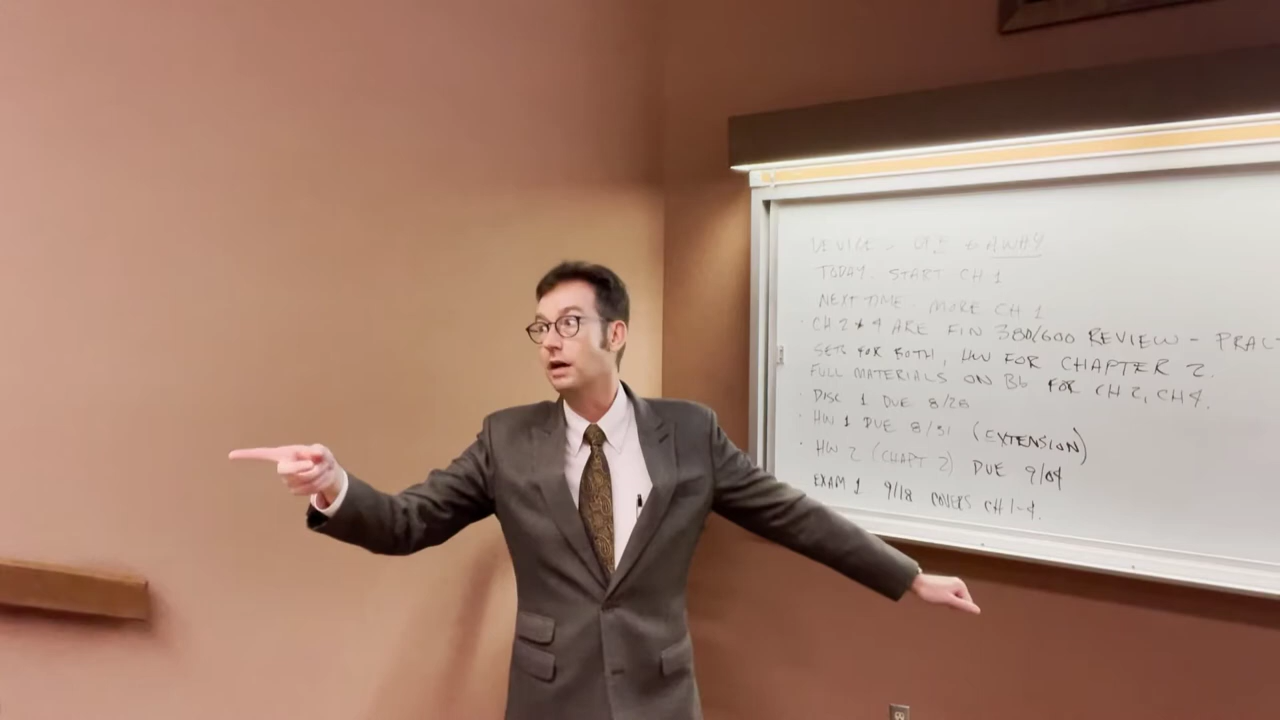 DEVICE - OFF & AWAY
TODAY - START CH 1
NEXT TIME - MORE CH 1
· CH 2 & 4 ARE FIN 380/600 REVIEW - PRACT
SETS FOR BOTH, HW FOR CHAPTER 2.
FULL MATERIALS ON Bb FOR CH 2, CH 4.
· DISC 1 DUE 8/28
· HW 1 DUE 8/31 (EXTENSION)
· HW 2 (CHAPT 2) DUE 9/04
EXAM 1 9/18 COVERS CH 1-4.